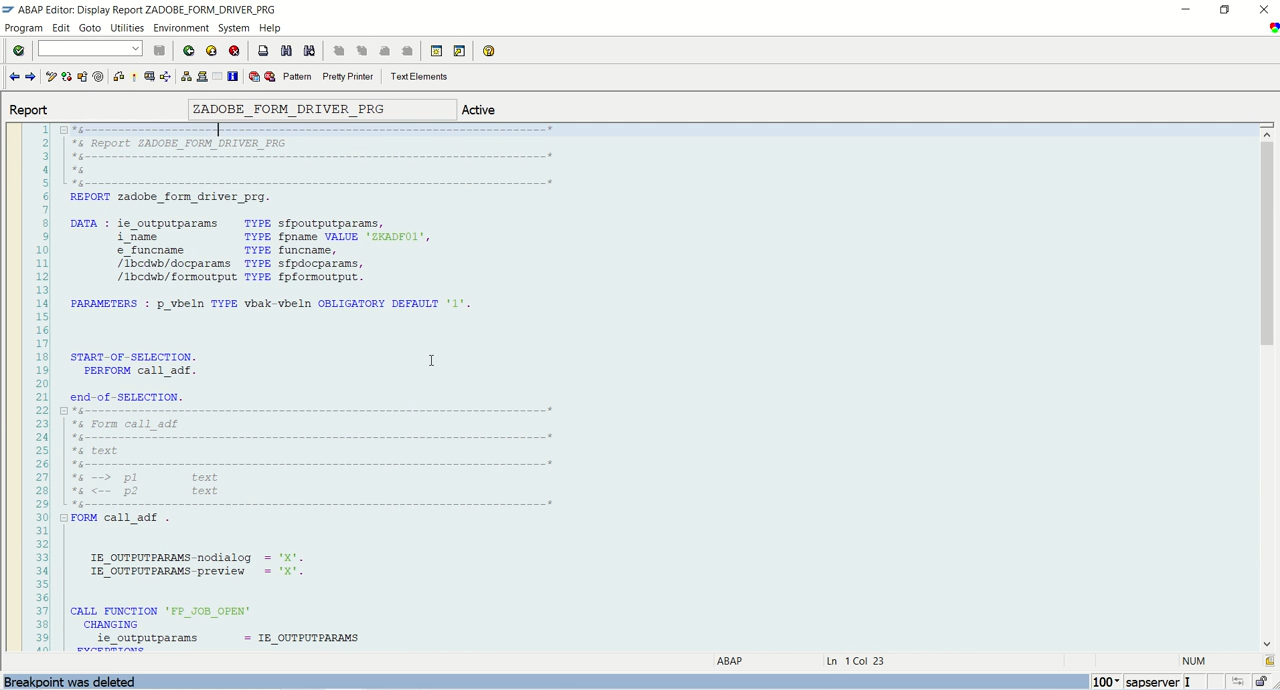 ABAP Editor: Display Report ZADOBE_FORM_DRIVER_PRG
Program Edit Goto Utilities Environment System Help
Pattern Pretty Printer Text Elements
Report ZADOBE_FORM_DRIVER_PRG Active
1 *&---------------------------------------------------------------------*
2 *& Report ZADOBE_FORM_DRIVER_PRG
3 *&---------------------------------------------------------------------*
4 *&
5 *&---------------------------------------------------------------------*
6 REPORT zadobe_form_driver_prg.
7
8 DATA : ie_outputparams TYPE sfpoutputparams,
9 i_name TYPE fpname VALUE 'ZKADF01',
10 e_funcname TYPE funcname,
11 /1bcdwb/docparams TYPE sfpdocparams,
12 /1bcdwb/formoutput TYPE fpformoutput.
13
14 PARAMETERS : p_vbeln TYPE vbak-vbeln OBLIGATORY DEFAULT '1'.
15
16
17
18 START-OF-SELECTION.
19 PERFORM call_adf.
20
21 end-of-SELECTION.
22 *&---------------------------------------------------------------------*
23 *& Form call_adf
24 *&---------------------------------------------------------------------*
25 *& text
26 *&---------------------------------------------------------------------*
27 *& --> p1 text
28 *& <-- p2 text
29 *&---------------------------------------------------------------------*
30 FORM call_adf .
31
32
33 IE_OUTPUTPARAMS-nodialog = 'X'.
34 IE_OUTPUTPARAMS-preview = 'X'.
35
36
37 CALL FUNCTION 'FP_JOB_OPEN'
38 CHANGING
39 ie_outputparams = IE_OUTPUTPARAMS
40 EXCEPTIONS
ABAP Ln 1 Col 23 NUM
Breakpoint was deleted 100 sapserver I